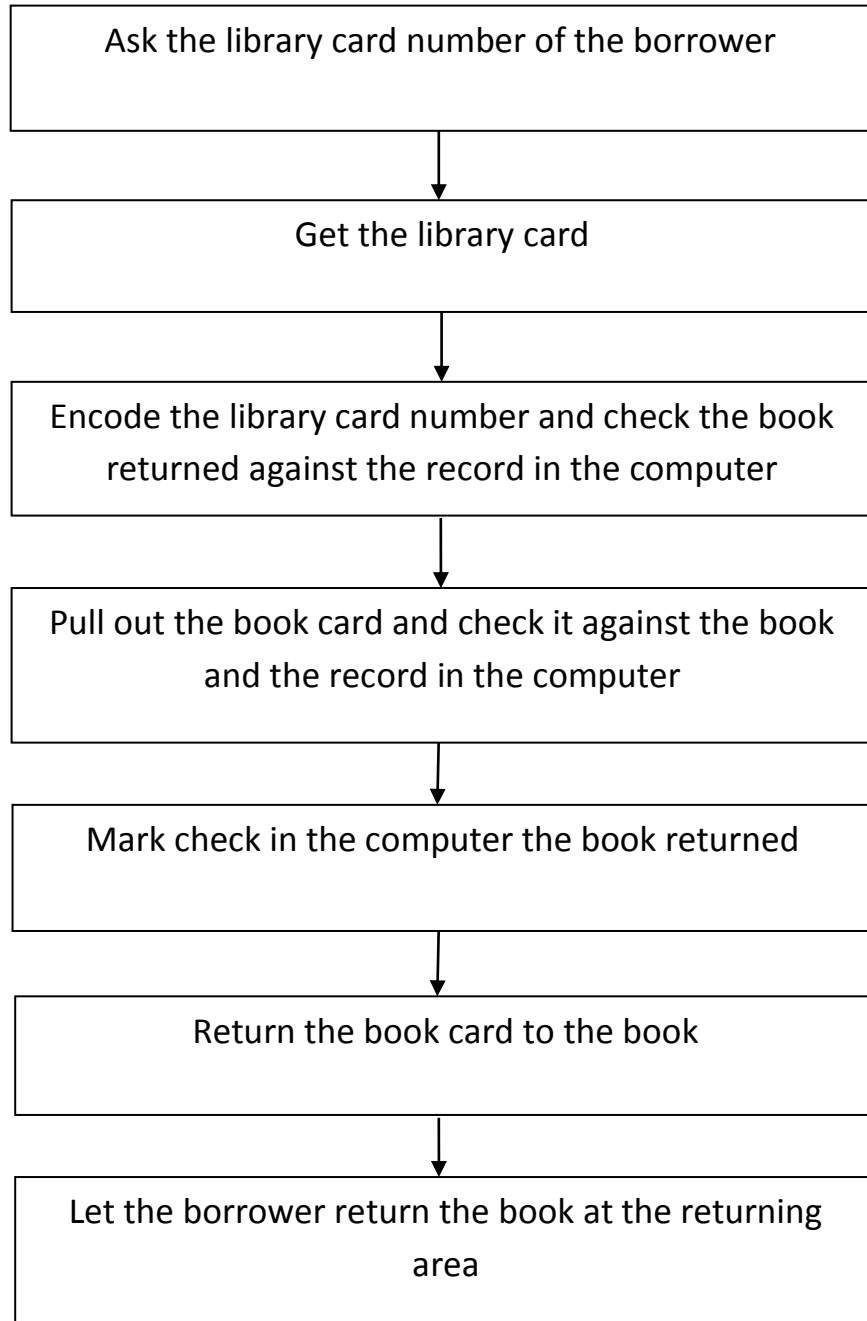 Ask the library card number of the borrower
Get the library card
Encode the library card number and check the book
returned against the record in the computer
Pull out the book card and check it against the book
and the record in the computer
Mark check in the computer the book returned
Return the book card to the book
Let the borrower return the book at the returning
area